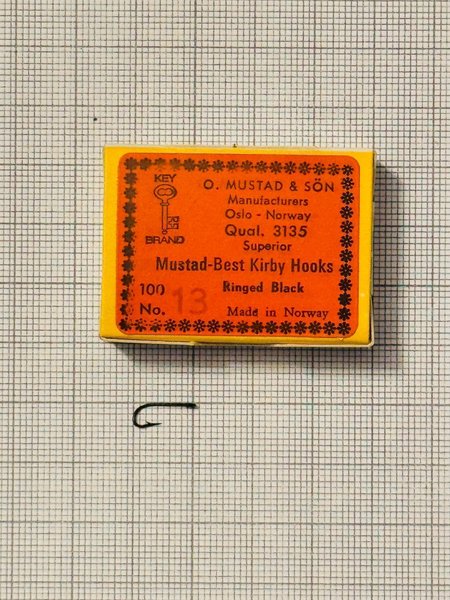 KEY
BRAND
O. MUSTAD & SÖN
Manufacturers
Oslo - Norway
Qual. 3135
Superior
Mustad-Best Kirby Hooks
100 Ringed Black
No. 13 Made in Norway